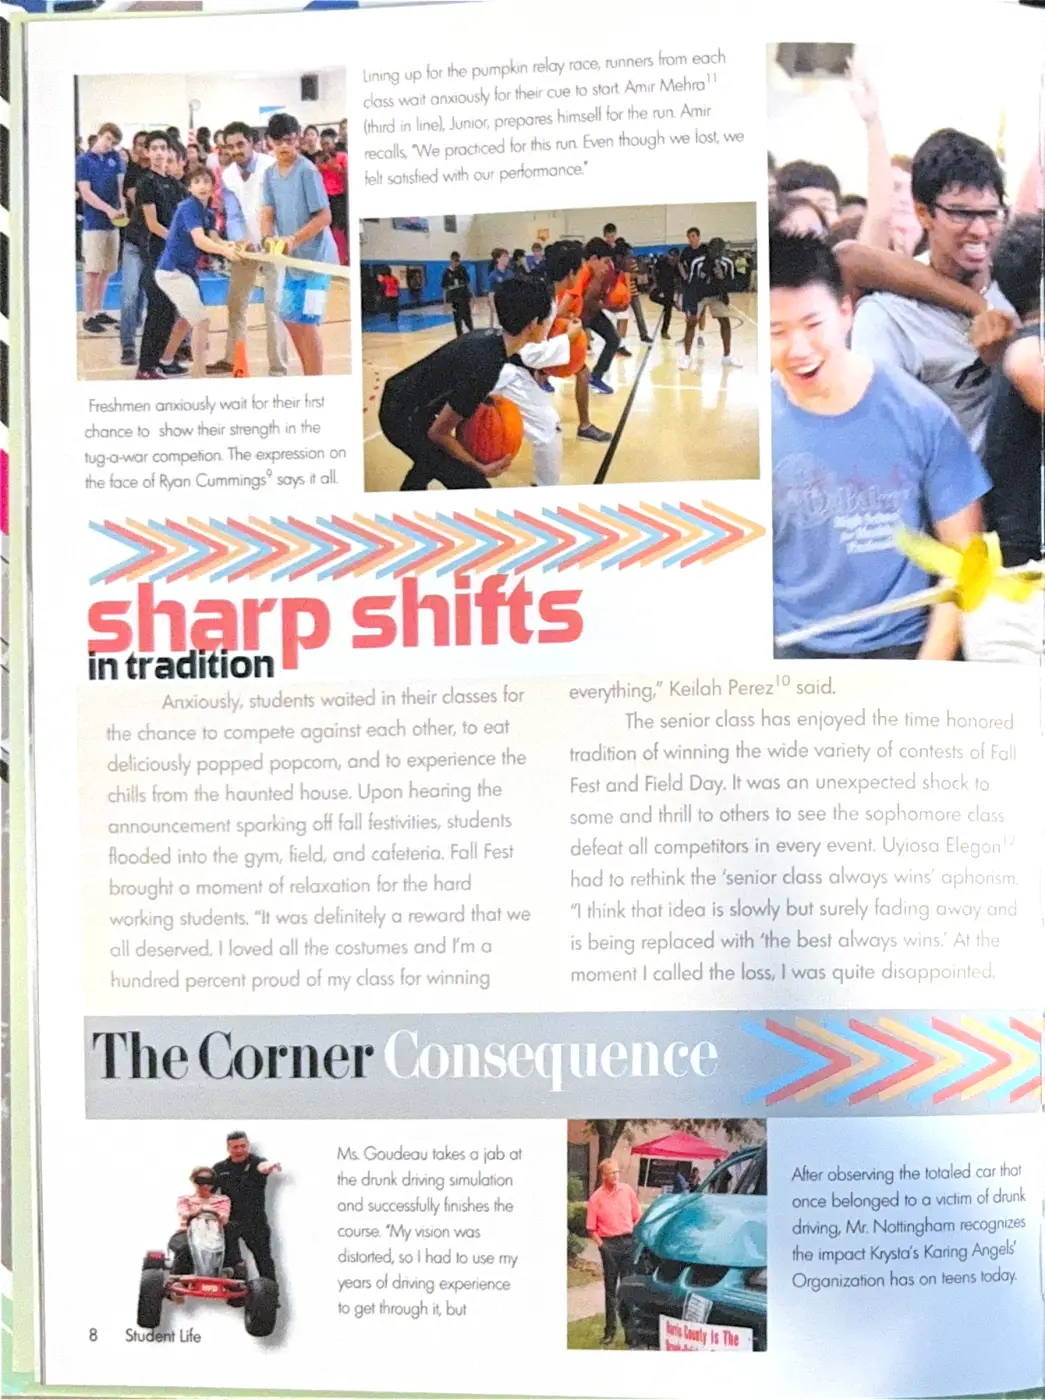 Lining up for the pumpkin relay race, runners from each
class wait anxiously for their cue to start. Amir Mehra11
(third in line), Junior, prepares himself for the run. Amir
recalls, "We practiced for this run. Even though we lost, we
felt satisfied with our performance."
Freshmen anxiously wait for their first
chance to show their strength in the
tug-a-war competion. The expression on
the face of Ryan Cummings9 says it all.
sharp shifts
in tradition
Anxiously, students waited in their classes for
the chance to compete against each other, to eat
deliciously popped popcorn, and to experience the
chills from the haunted house. Upon hearing the
announcement sparking off fall festivities, students
flooded into the gym, field, and cafeteria. Fall Fest
brought a moment of relaxation for the hard
working students. "It was definitely a reward that we
all deserved. I loved all the costumes and I'm a
hundred percent proud of my class for winning
everything," Keilah Perez10 said.
The senior class has enjoyed the time honored
tradition of winning the wide variety of contests of Fall
Fest and Field Day. It was an unexpected shock to
some and thrill to others to see the sophomore class
defeat all competitors in every event. Uyiosa Elegon12
had to rethink the 'senior class always wins' aphorism.
"I think that idea is slowly but surely fading away and
is being replaced with 'the best always wins.' At the
moment I called the loss, I was quite disappointed,
The Corner Consequence
Ms. Goudeau takes a jab at
the drunk driving simulation
and successfully finishes the
course. "My vision was
distorted, so I had to use my
years of driving experience
to get through it, but
After observing the totaled car that
once belonged to a victim of drunk
driving, Mr. Nottingham recognizes
the impact Krysta's Karing Angels'
Organization has on teens today.
HPD
Harris County Is The
8 Student Life